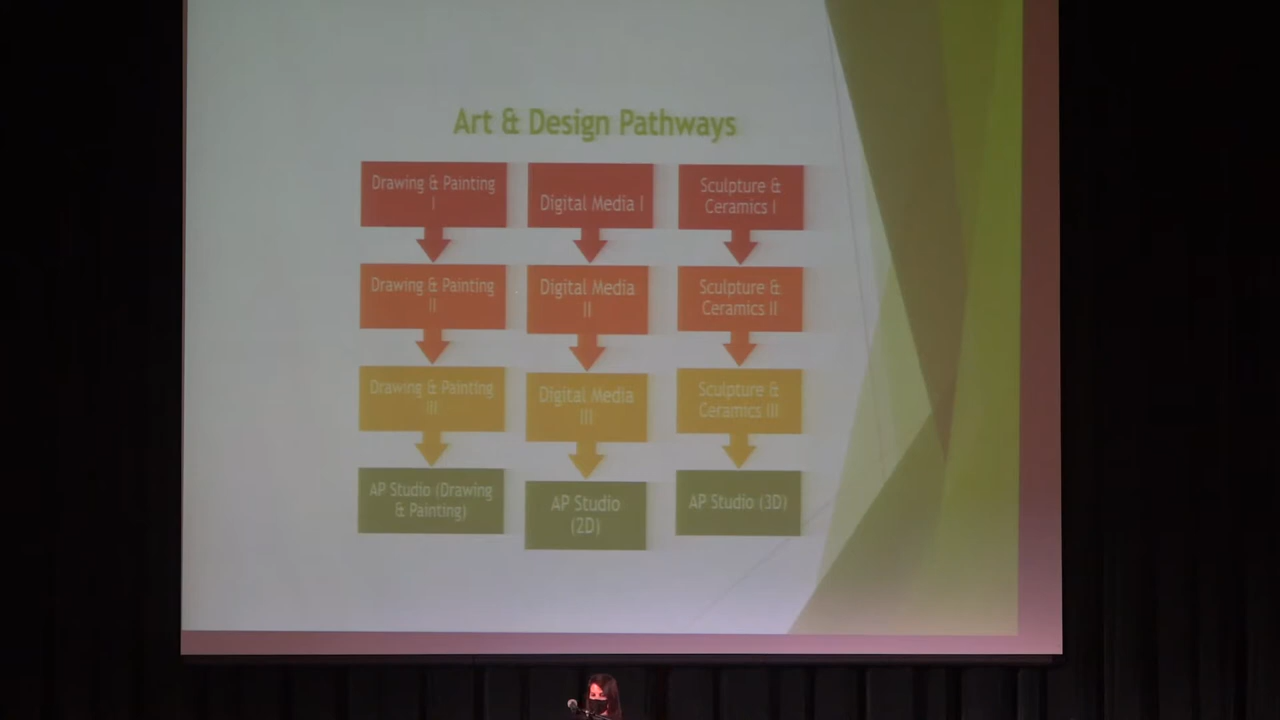 Art & Design Pathways
Drawing & Painting
I
Digital Media I
Sculpture &
Ceramics I
Drawing & Painting
II
Digital Media
II
Sculpture &
Ceramics II
Drawing & Painting
III
Digital Media
III
Sculpture &
Ceramics III
AP Studio (Drawing
& Painting)
AP Studio
(2D)
AP Studio (3D)